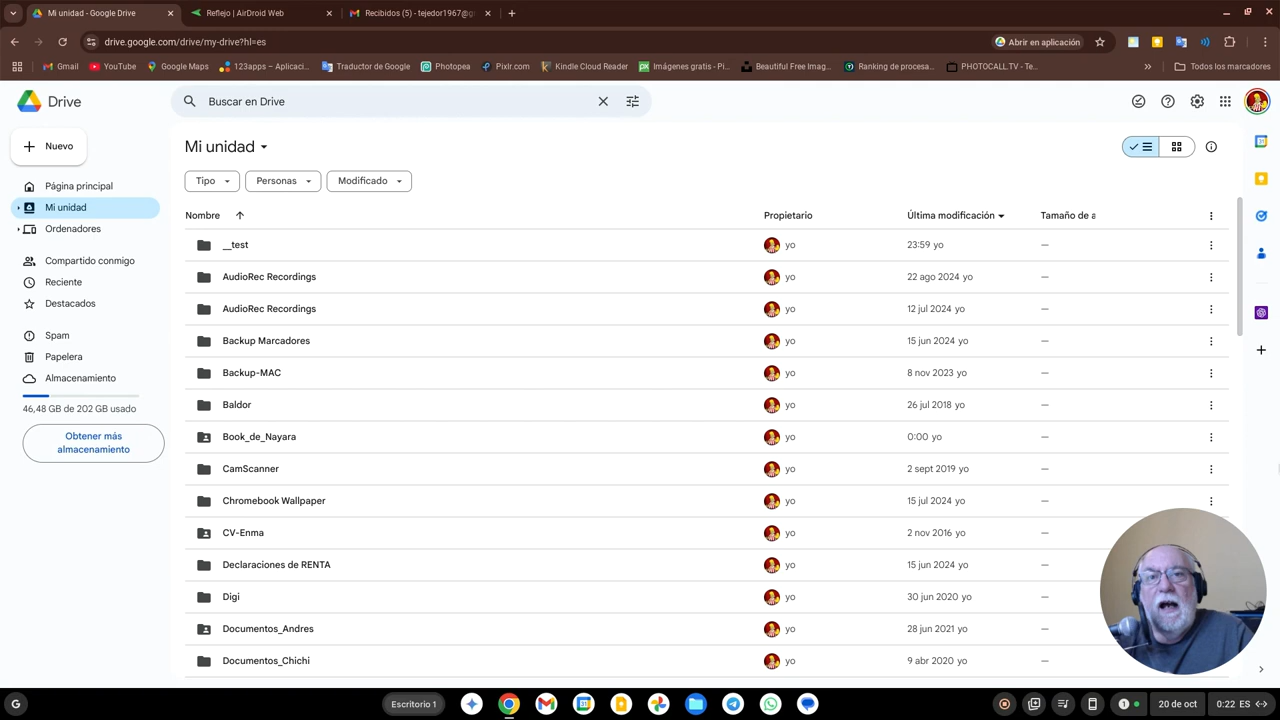 Mi unidad - Google Drive
Reflejo | AirDroid Web
Recibidos (5) - tejedor1967@g
drive.google.com/drive/my-drive?hl=es
Abrir en aplicación
Gmail
YouTube
Google Maps
123apps – Aplicaci...
Traductor de Google
Photopea
Pixlr.com
Kindle Cloud Reader
Imágenes gratis - Pi...
Beautiful Free Imag...
Ranking de procesa...
PHOTOCALL.TV - Te...
Todos los marcadores
Drive
Buscar en Drive
Nuevo
Mi unidad
Página principal
Mi unidad
Ordenadores
Compartido conmigo
Reciente
Destacados
Spam
Papelera
Almacenamiento
46,48 GB de 202 GB usado
Obtener más
almacenamiento
Tipo
Personas
Modificado
Nombre Propietario Última modificación Tamaño de a
__test yo 23:59 yo —
AudioRec Recordings yo 22 ago 2024 yo —
AudioRec Recordings yo 12 jul 2024 yo —
Backup Marcadores yo 15 jun 2024 yo —
Backup-MAC yo 8 nov 2023 yo —
Baldor yo 26 jul 2018 yo —
Book_de_Nayara yo 0:00 yo —
CamScanner yo 2 sept 2019 yo —
Chromebook Wallpaper yo 15 jul 2024 yo —
CV-Enma yo 2 nov 2016 yo —
Declaraciones de RENTA yo 15 jun 2024 yo —
Digi yo 30 jun 2020 yo —
Documentos_Andres yo 28 jun 2021 yo —
Documentos_Chichi yo 9 abr 2020 yo —
Escritorio 1
1
20 de oct
0:22 ES